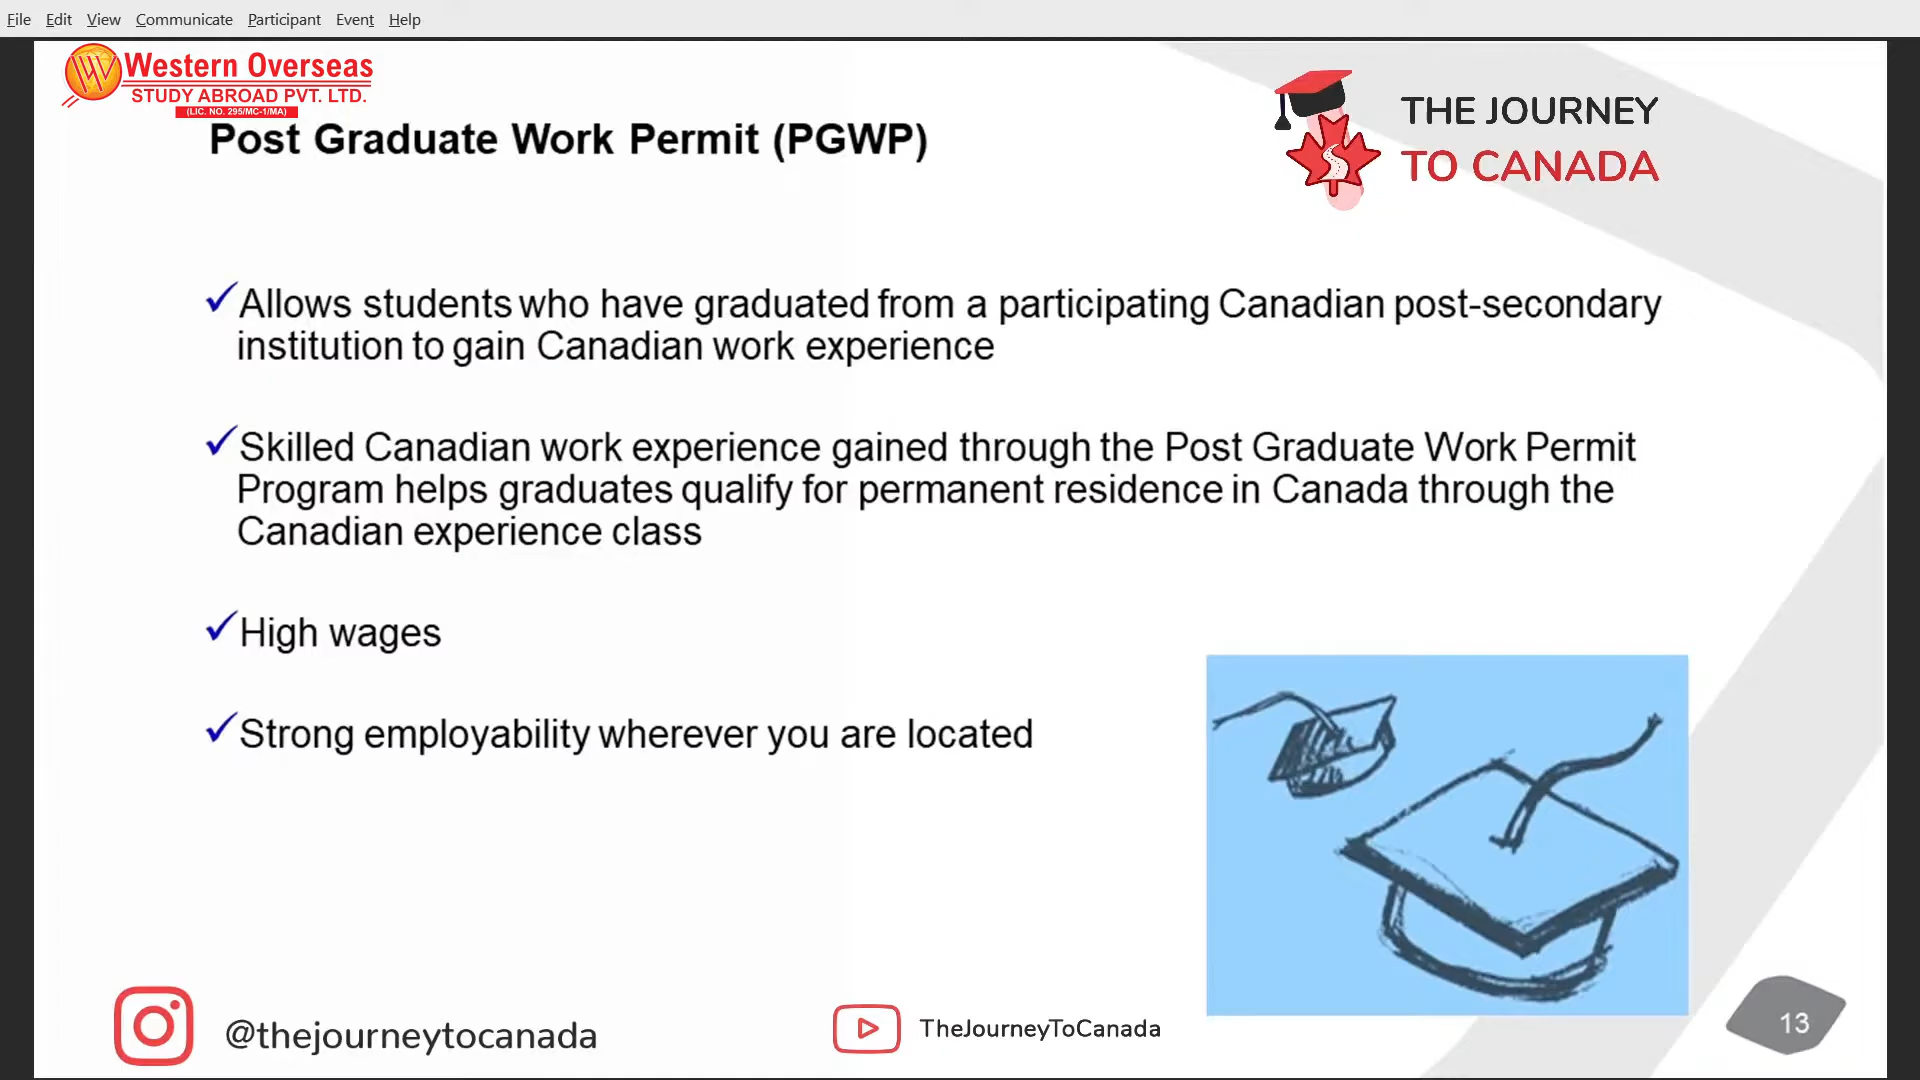 File Edit View Communicate Participant Event Help
Western Overseas
STUDY ABROAD PVT. LTD.
(LIC. NO. 295/MC-1/MA)
Post Graduate Work Permit (PGWP)
THE JOURNEY
TO CANADA
Allows students who have graduated from a participating Canadian post-secondary
institution to gain Canadian work experience
Skilled Canadian work experience gained through the Post Graduate Work Permit
Program helps graduates qualify for permanent residence in Canada through the
Canadian experience class
High wages
Strong employability wherever you are located
@thejourneytocanada
TheJourneyToCanada
13